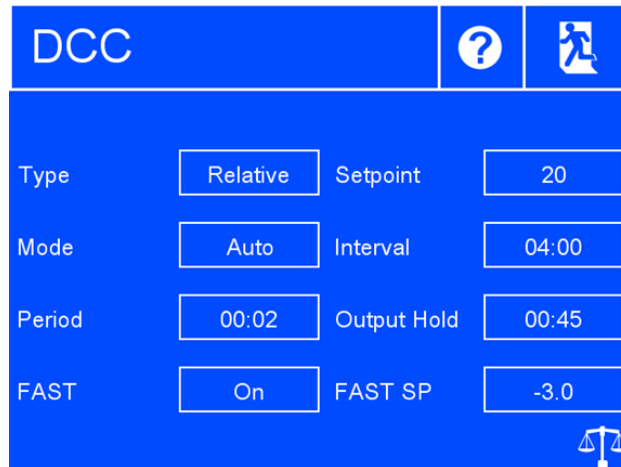 DCC ?
Type Relative Setpoint 20
Mode Auto Interval 04:00
Period 00:02 Output Hold 00:45
FAST On FAST SP -3.0